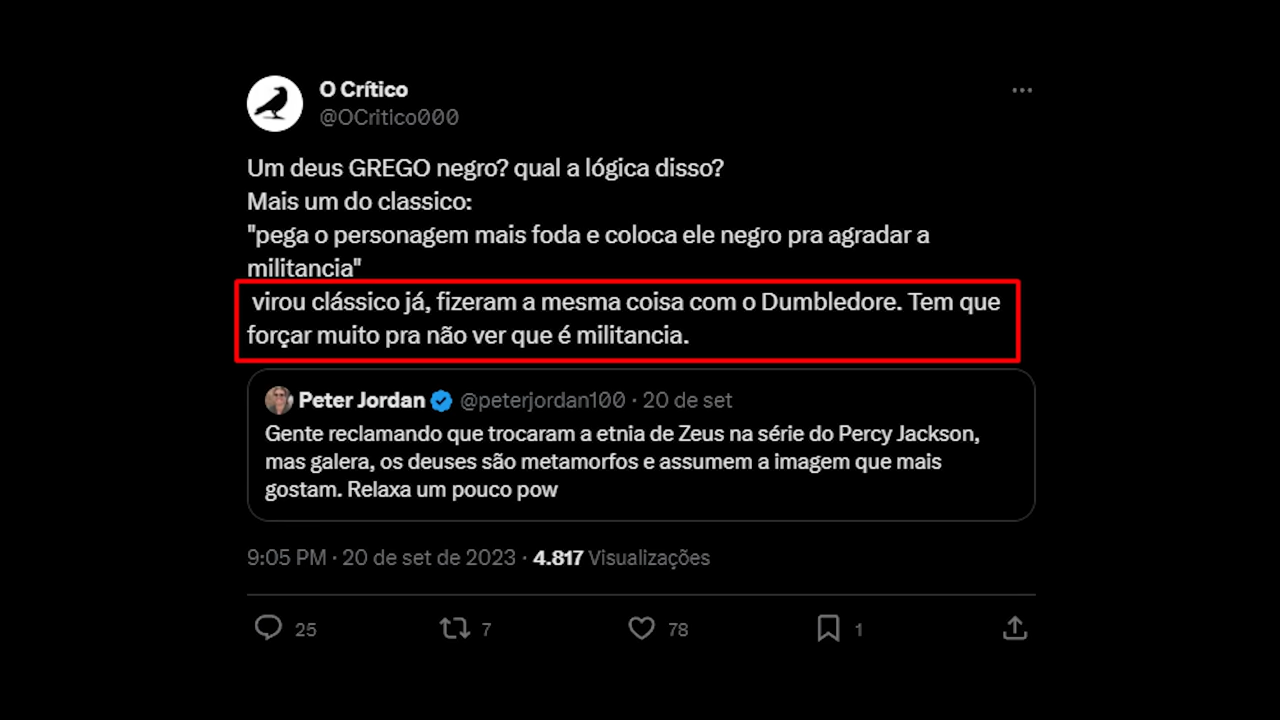 O Crítico
@OCritico000
Um deus GREGO negro? qual a lógica disso?
Mais um do classico:
"pega o personagem mais foda e coloca ele negro pra agradar a
militancia"
virou clássico já, fizeram a mesma coisa com o Dumbledore. Tem que
forçar muito pra não ver que é militancia.
Peter Jordan @peterjordan100 · 20 de set
Gente reclamando que trocaram a etnia de Zeus na série do Percy Jackson,
mas galera, os deuses são metamorfos e assumem a imagem que mais
gostam. Relaxa um pouco pow
9:05 PM · 20 de set de 2023 · 4.817 Visualizações
25 7 78 1